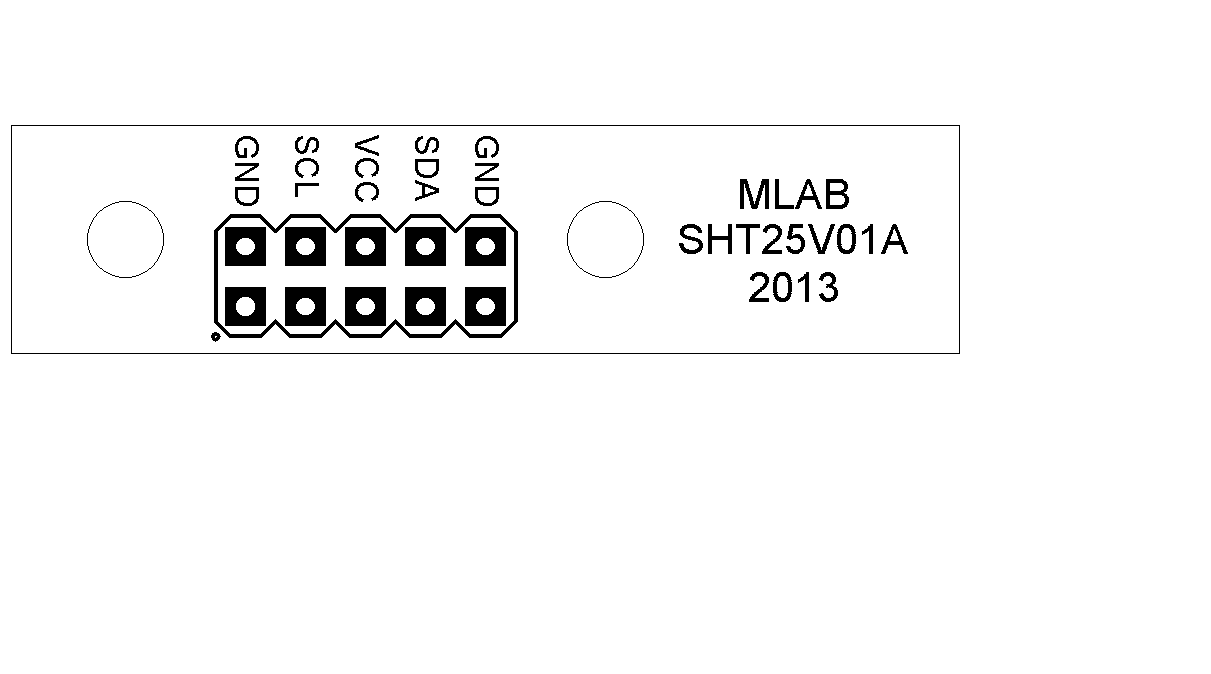 GND
SCL
VCC
SDA
GND
MLAB
SHT25V01A
2013